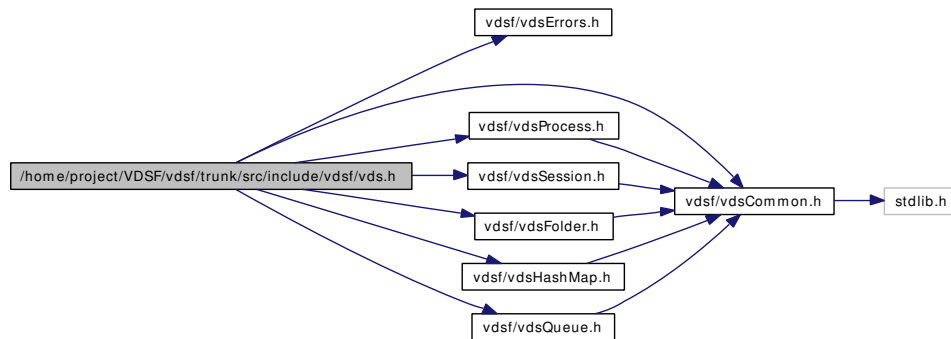 vdsf/vdsErrors.h
vdsf/vdsProcess.h
/home/project/VDSF/vdsf/trunk/src/include/vdsf/vds.h
vdsf/vdsSession.h
vdsf/vdsCommon.h
stdlib.h
vdsf/vdsFolder.h
vdsf/vdsHashMap.h
vdsf/vdsQueue.h